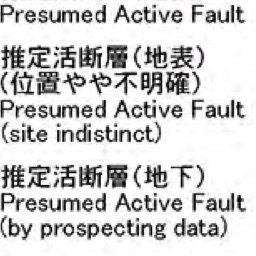 Presumed Active Fault
推定活断層(地表)
(位置やや不明確)
Presumed Active Fault
(site indistinct)
推定活断層(地下)
Presumed Active Fault
(by prospecting data)